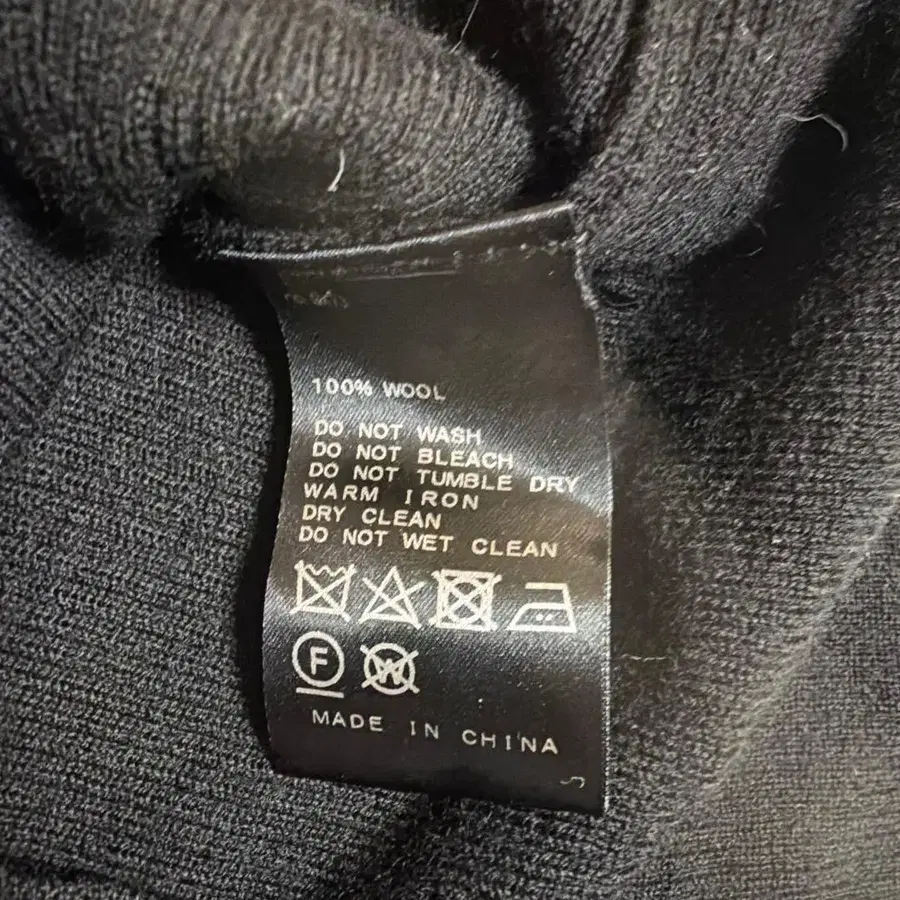 100% WOOL
DO NOT WASH
DO NOT BLEACH
DO NOT TUMBLE DRY
WARM IRON
DRY CLEAN
DO NOT WET CLEAN
F W
MADE IN CHINA